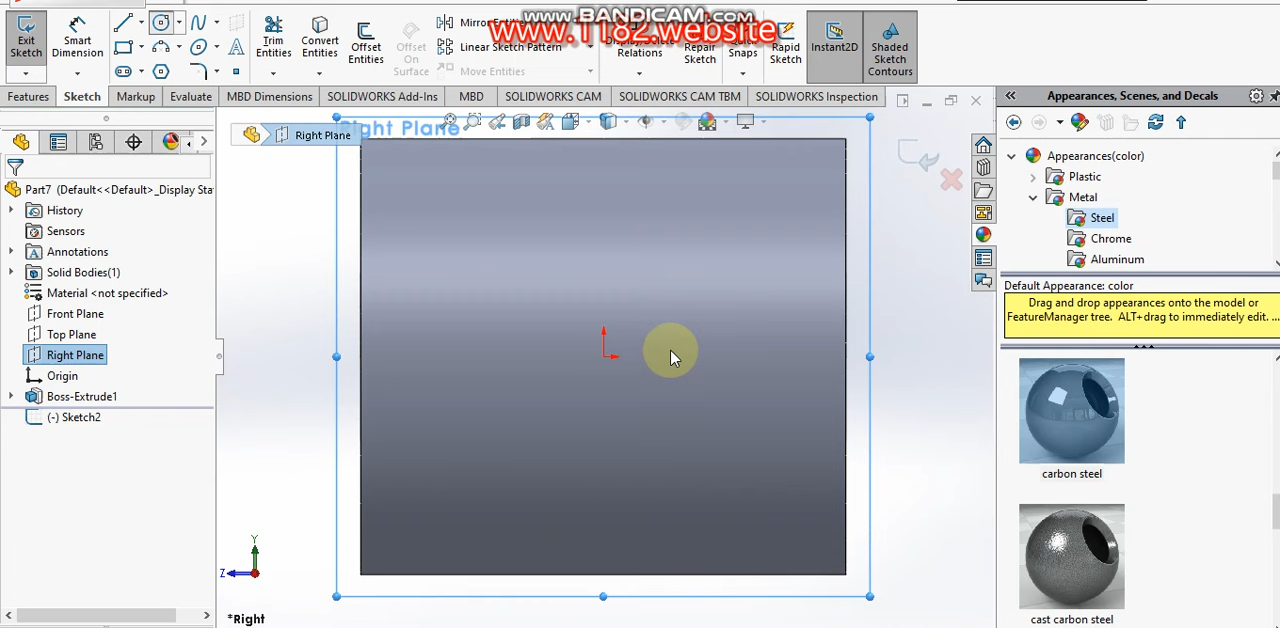 www.BANDICAM.com
www.1182.website
Exit Sketch
Smart Dimension
Trim Entities
Convert Entities
Offset Entities
Offset On Surface
Mirror Entities
Linear Sketch Pattern
Move Entities
Display/Delete Relations
Repair Sketch
Quick Snaps
Rapid Sketch
Instant2D
Shaded Sketch Contours
Features
Sketch
Markup
Evaluate
MBD Dimensions
SOLIDWORKS Add-Ins
MBD
SOLIDWORKS CAM
SOLIDWORKS CAM TBM
SOLIDWORKS Inspection
Part7 (Default<<Default>_Display Sta
History
Sensors
Annotations
Solid Bodies(1)
Material <not specified>
Front Plane
Top Plane
Right Plane
Origin
Boss-Extrude1
(-) Sketch2
Right Plane
Right Plane
Y
Z
*Right
Appearances, Scenes, and Decals
Appearances(color)
Plastic
Metal
Steel
Chrome
Aluminum
Default Appearance: color
Drag and drop appearances onto the model or
FeatureManager tree. ALT+drag to immediately edit. ...
carbon steel
cast carbon steel